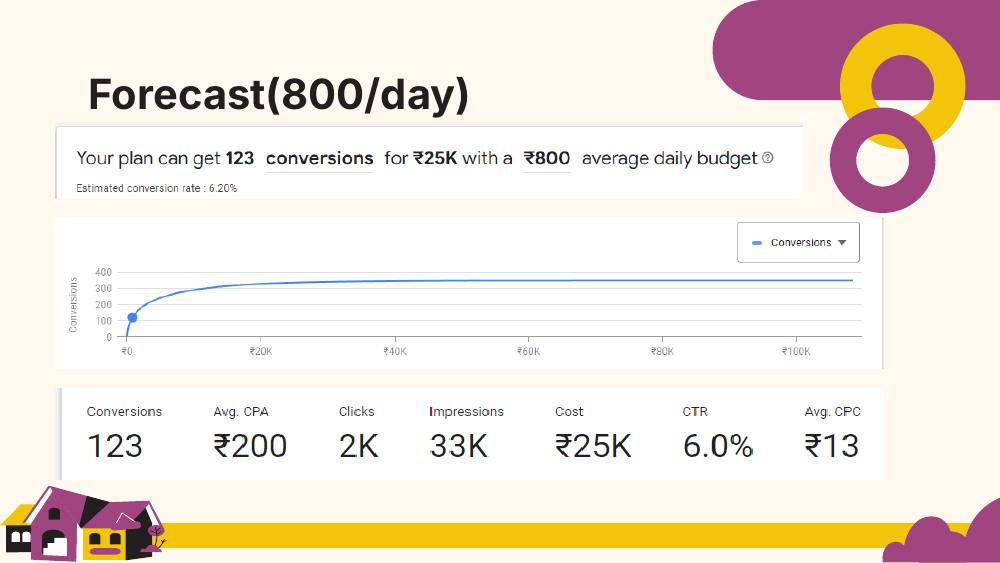 Forecast(800/day)
Your plan can get 123 conversions for ₹25K with a ₹800 average daily budget
Estimated conversion rate : 6.20%
Conversions
Conversions
400
300
200
100
0
₹0 ₹20K ₹40K ₹60K ₹80K ₹100K
Conversions Avg. CPA Clicks Impressions Cost CTR Avg. CPC
123 ₹200 2K 33K ₹25K 6.0% ₹13